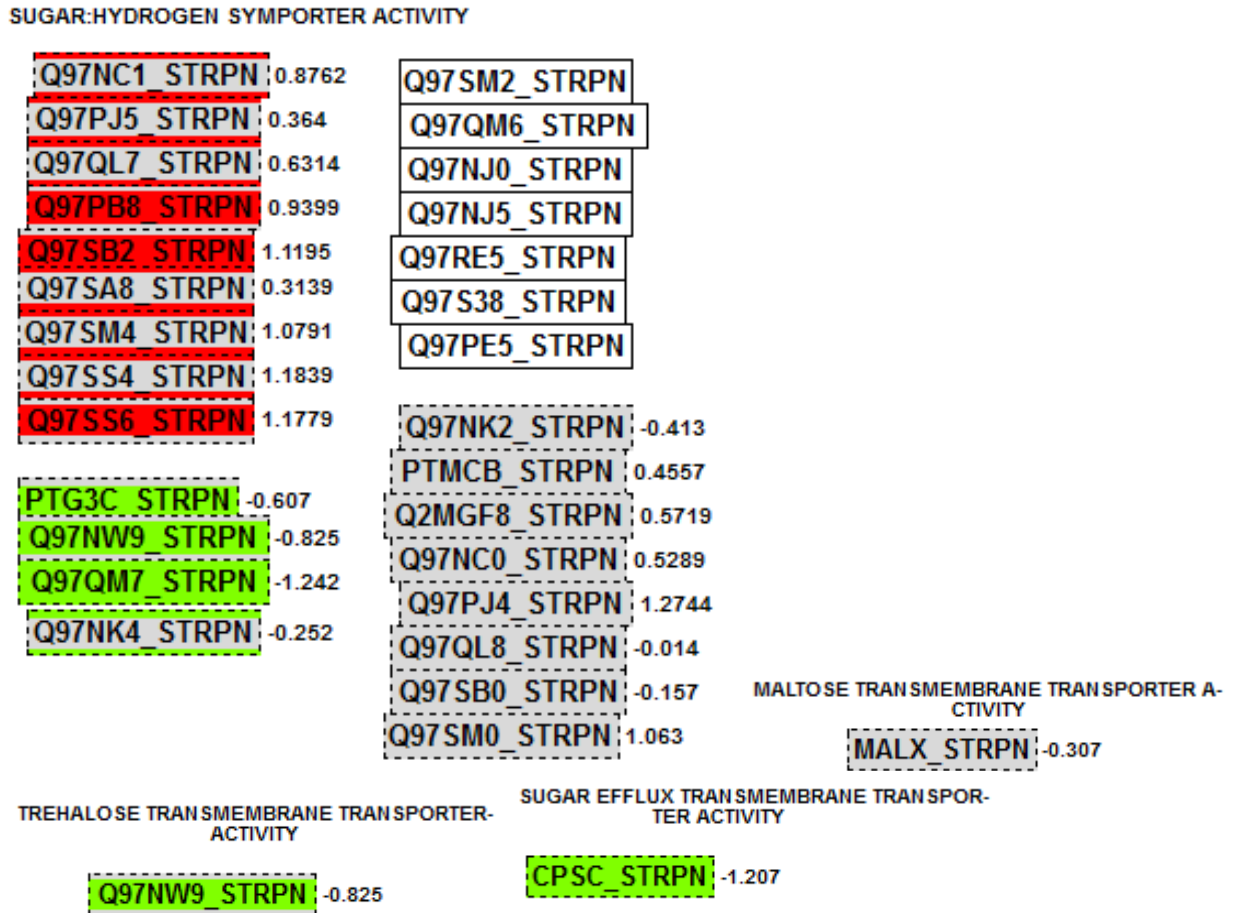 SUGAR:HYDROGEN SYMPORTER ACTIVITY
Q97NC1_STRPN 0.8762
Q97PJ5_STRPN 0.364
Q97QL7_STRPN 0.6314
Q97PB8_STRPN 0.9399
Q97SB2_STRPN 1.1195
Q97SA8_STRPN 0.3139
Q97SM4_STRPN 1.0791
Q97SS4_STRPN 1.1839
Q97SS6_STRPN 1.1779
PTG3C_STRPN -0.607
Q97NW9_STRPN -0.825
Q97QM7_STRPN -1.242
Q97NK4_STRPN -0.252
Q97SM2_STRPN
Q97QM6_STRPN
Q97NJ0_STRPN
Q97NJ5_STRPN
Q97RE5_STRPN
Q97S38_STRPN
Q97PE5_STRPN
Q97NK2_STRPN -0.413
PTMCB_STRPN 0.4557
Q2MGF8_STRPN 0.5719
Q97NC0_STRPN 0.5289
Q97PJ4_STRPN 1.2744
Q97QL8_STRPN -0.014
Q97SB0_STRPN -0.157
Q97SM0_STRPN 1.063
MALTOSE TRANSMEMBRANE TRANSPORTER A-
CTIVITY
MALX_STRPN -0.307
TREHALOSE TRANSMEMBRANE TRANSPORTER-
ACTIVITY
Q97NW9_STRPN -0.825
SUGAR EFFLUX TRANSMEMBRANE TRANSPOR-
TER ACTIVITY
CPSC_STRPN -1.207